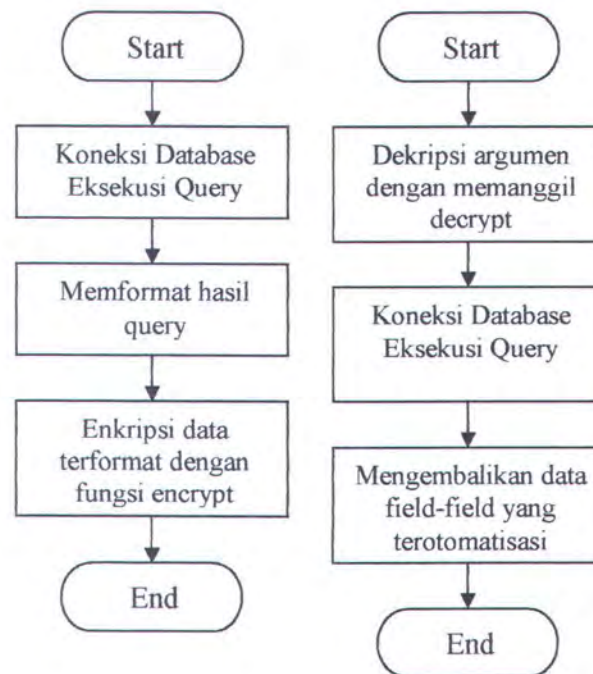 Start
Koneksi Database
Eksekusi Query
Memformat hasil
query
Enkripsi data
terformat dengan
fungsi encrypt
End
Start
Dekripsi argumen
dengan memanggil
decrypt
Koneksi Database
Eksekusi Query
Mengembalikan data
field-field yang
terotomatisasi
End